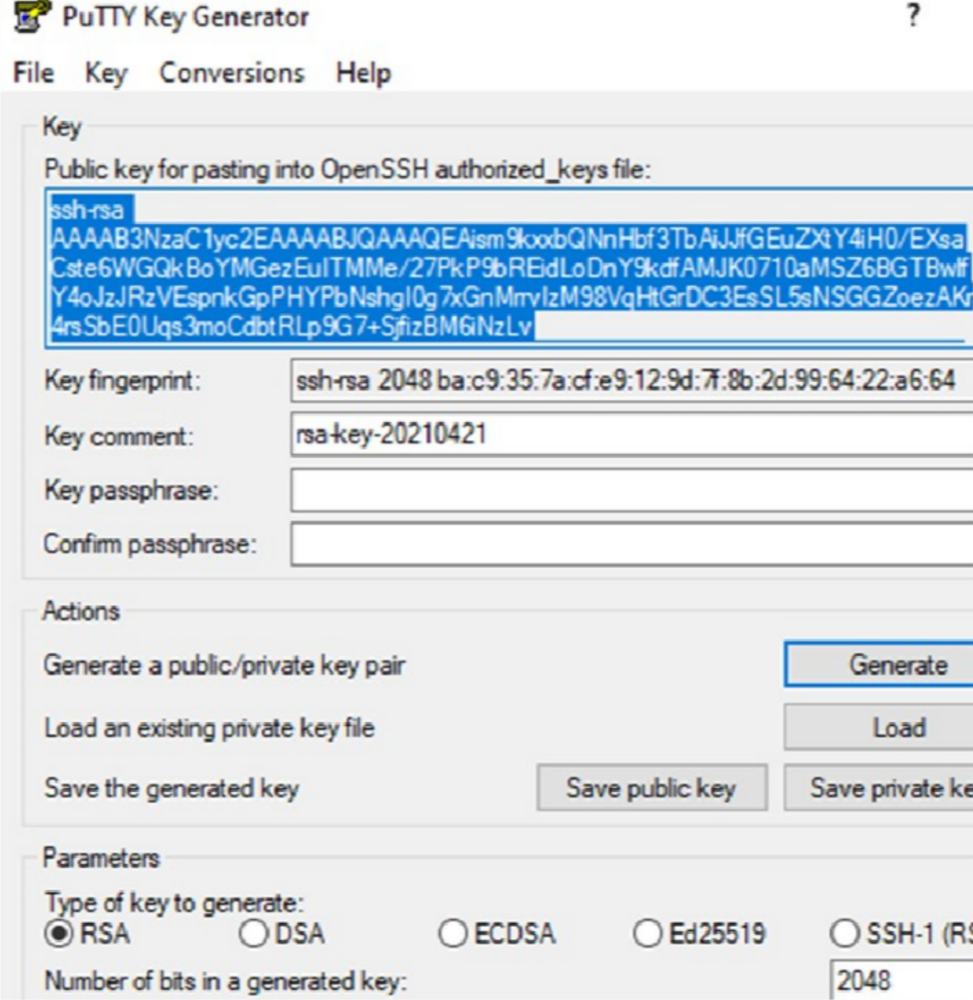 PuTTY Key Generator
?
File Key Conversions Help
Key
Public key for pasting into OpenSSH authorized_keys file:
ssh-rsa
AAAAB3NzaC1yc2EAAAABJQAAAQEAism9kxxbQNnHbf3TbAiJJfGEuZXtY4iH0/EXsa
Cste6WGQkBoYMGezEuITMMe/27PkP9bREidLoDnY9kdfAMJK0710aMSZ6BGTBwlf
Y4oJzJRzVEspnkGpPHYPbNshgI0g7xGnMrrvIzM98VqHtGrDC3EsSL5sNSGGZoezAK
4rsSbE0Uqs3moCdbtRLp9G7+SjfizBM6iNzLv
Key fingerprint: ssh-rsa 2048 ba:c9:35:7a:cf:e9:12:9d:7f:8b:2d:99:64:22:a6:64
Key comment: rsa-key-20210421
Key passphrase:
Confirm passphrase:
Actions
Generate a public/private key pair Generate
Load an existing private key file Load
Save the generated key Save public key Save private ke
Parameters
Type of key to generate:
RSA DSA ECDSA Ed25519 SSH-1 (RS
Number of bits in a generated key: 2048